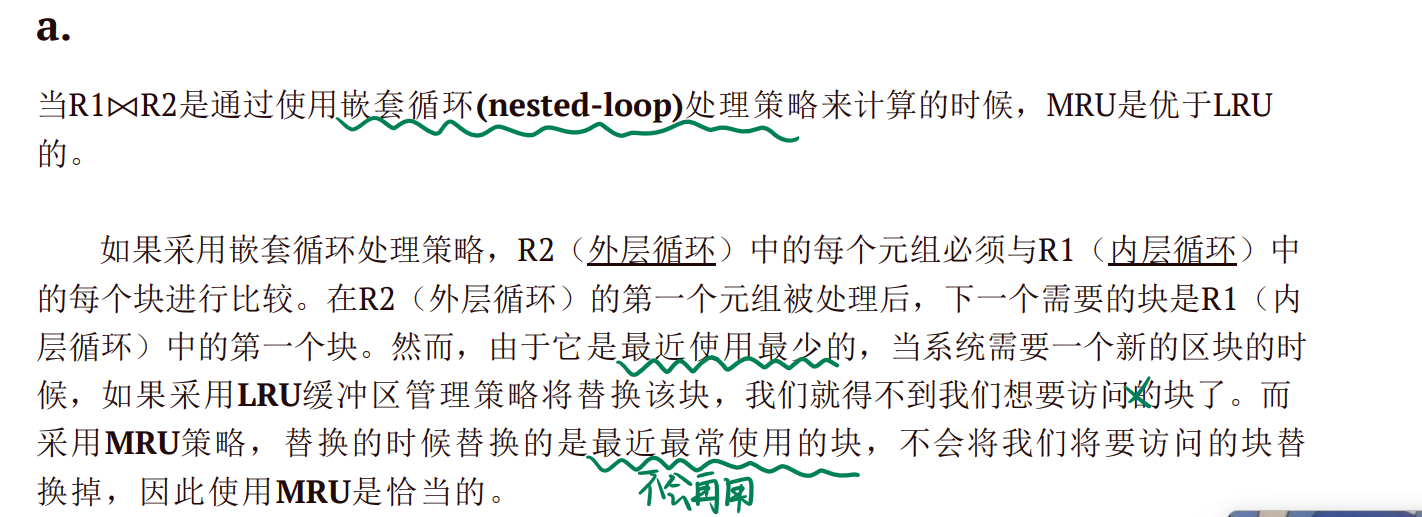 a.
当R1⋈R2是通过使用嵌套循环(nested-loop)处理策略来计算的时候，MRU是优于LRU
的。
如果采用嵌套循环处理策略，R2（外层循环）中的每个元组必须与R1（内层循环）中
的每个块进行比较。在R2（外层循环）的第一个元组被处理后，下一个需要的块是R1（内
层循环）中的第一个块。然而，由于它是最近使用最少的，当系统需要一个新的区块的时
候，如果采用LRU缓冲区管理策略将替换该块，我们就得不到我们想要访问的块了。而
采用MRU策略，替换的时候替换的是最近最常使用的块，不会将我们将要访问的块替
换掉，因此使用MRU是恰当的。
不会再用